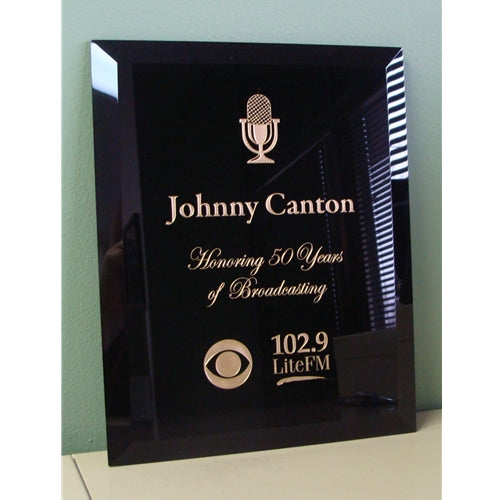 Johnny Canton
Honoring 50 Years
of Broadcasting
102.9
LiteFM